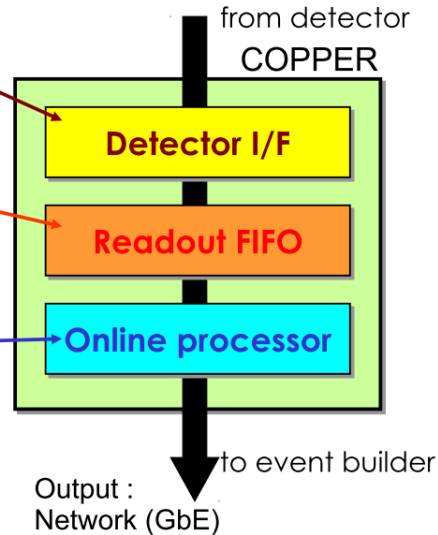 from detector
COPPER
Detector I/F
Readout FIFO
Online processor
to event builder
Output :
Network (GbE)